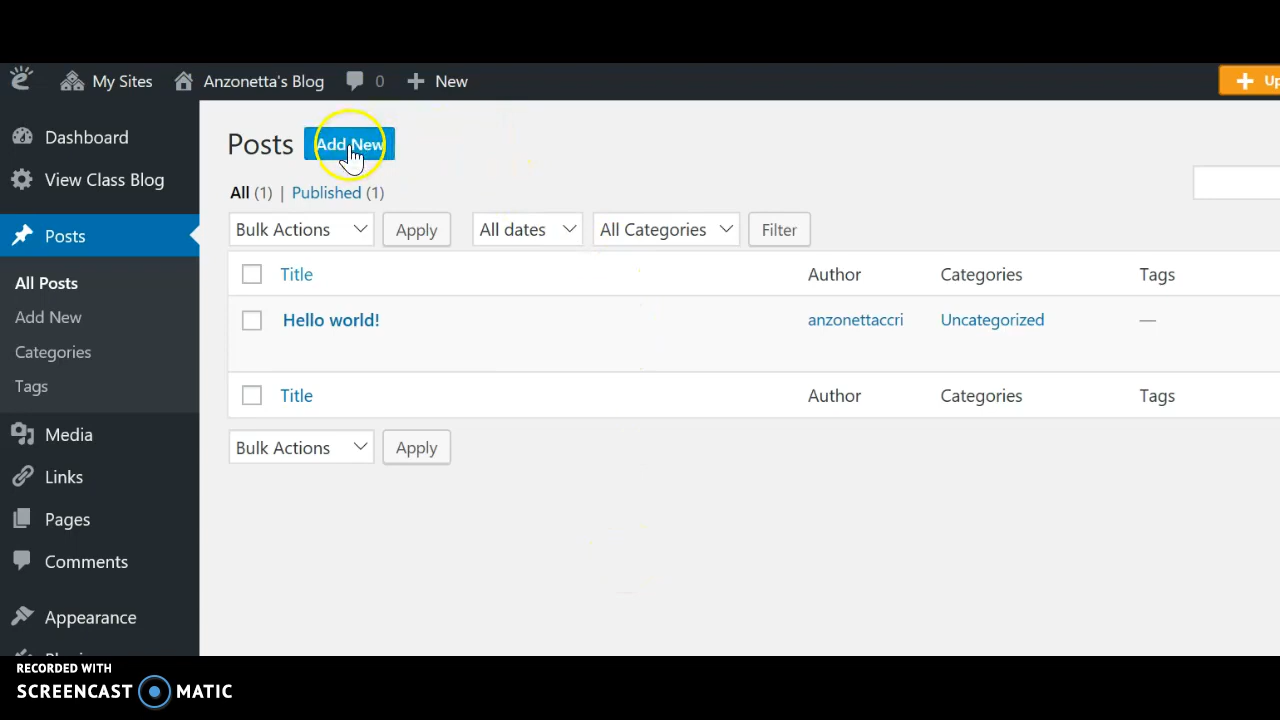 My Sites Anzonetta's Blog 0 New
Dashboard
View Class Blog
Posts
All Posts
Add New
Categories
Tags
Media
Links
Pages
Comments
Appearance
Posts Add New
All (1) | Published (1)
Bulk Actions Apply All dates All Categories Filter
Title Author Categories Tags
Hello world! anzonettaccri Uncategorized —
Title Author Categories Tags
Bulk Actions Apply
RECORDED WITH
SCREENCAST MATIC